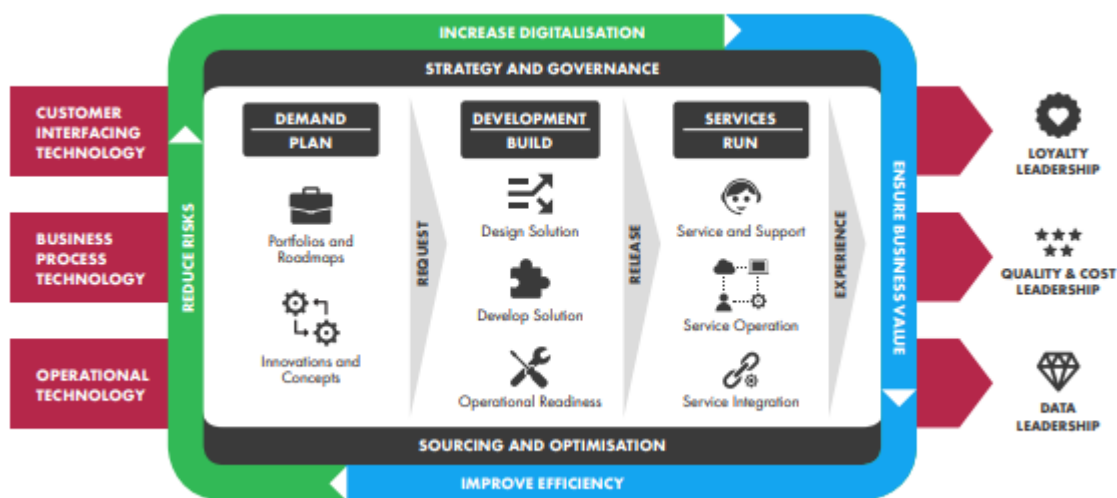 INCREASE DIGITALISATION
STRATEGY AND GOVERNANCE
CUSTOMER
INTERFACING
TECHNOLOGY
BUSINESS
PROCESS
TECHNOLOGY
OPERATIONAL
TECHNOLOGY
REDUCE RISKS
DEMAND
PLAN
Portfolios and
Roadmaps
Innovations and
Concepts
REQUEST
DEVELOPMENT
BUILD
Design Solution
Develop Solution
Operational Readiness
RELEASE
SERVICES
RUN
Service and Support
Service Operation
Service Integration
EXPERIENCE
ENSURE BUSINESS VALUE
LOYALTY
LEADERSHIP
QUALITY & COST
LEADERSHIP
DATA
LEADERSHIP
SOURCING AND OPTIMISATION
IMPROVE EFFICIENCY